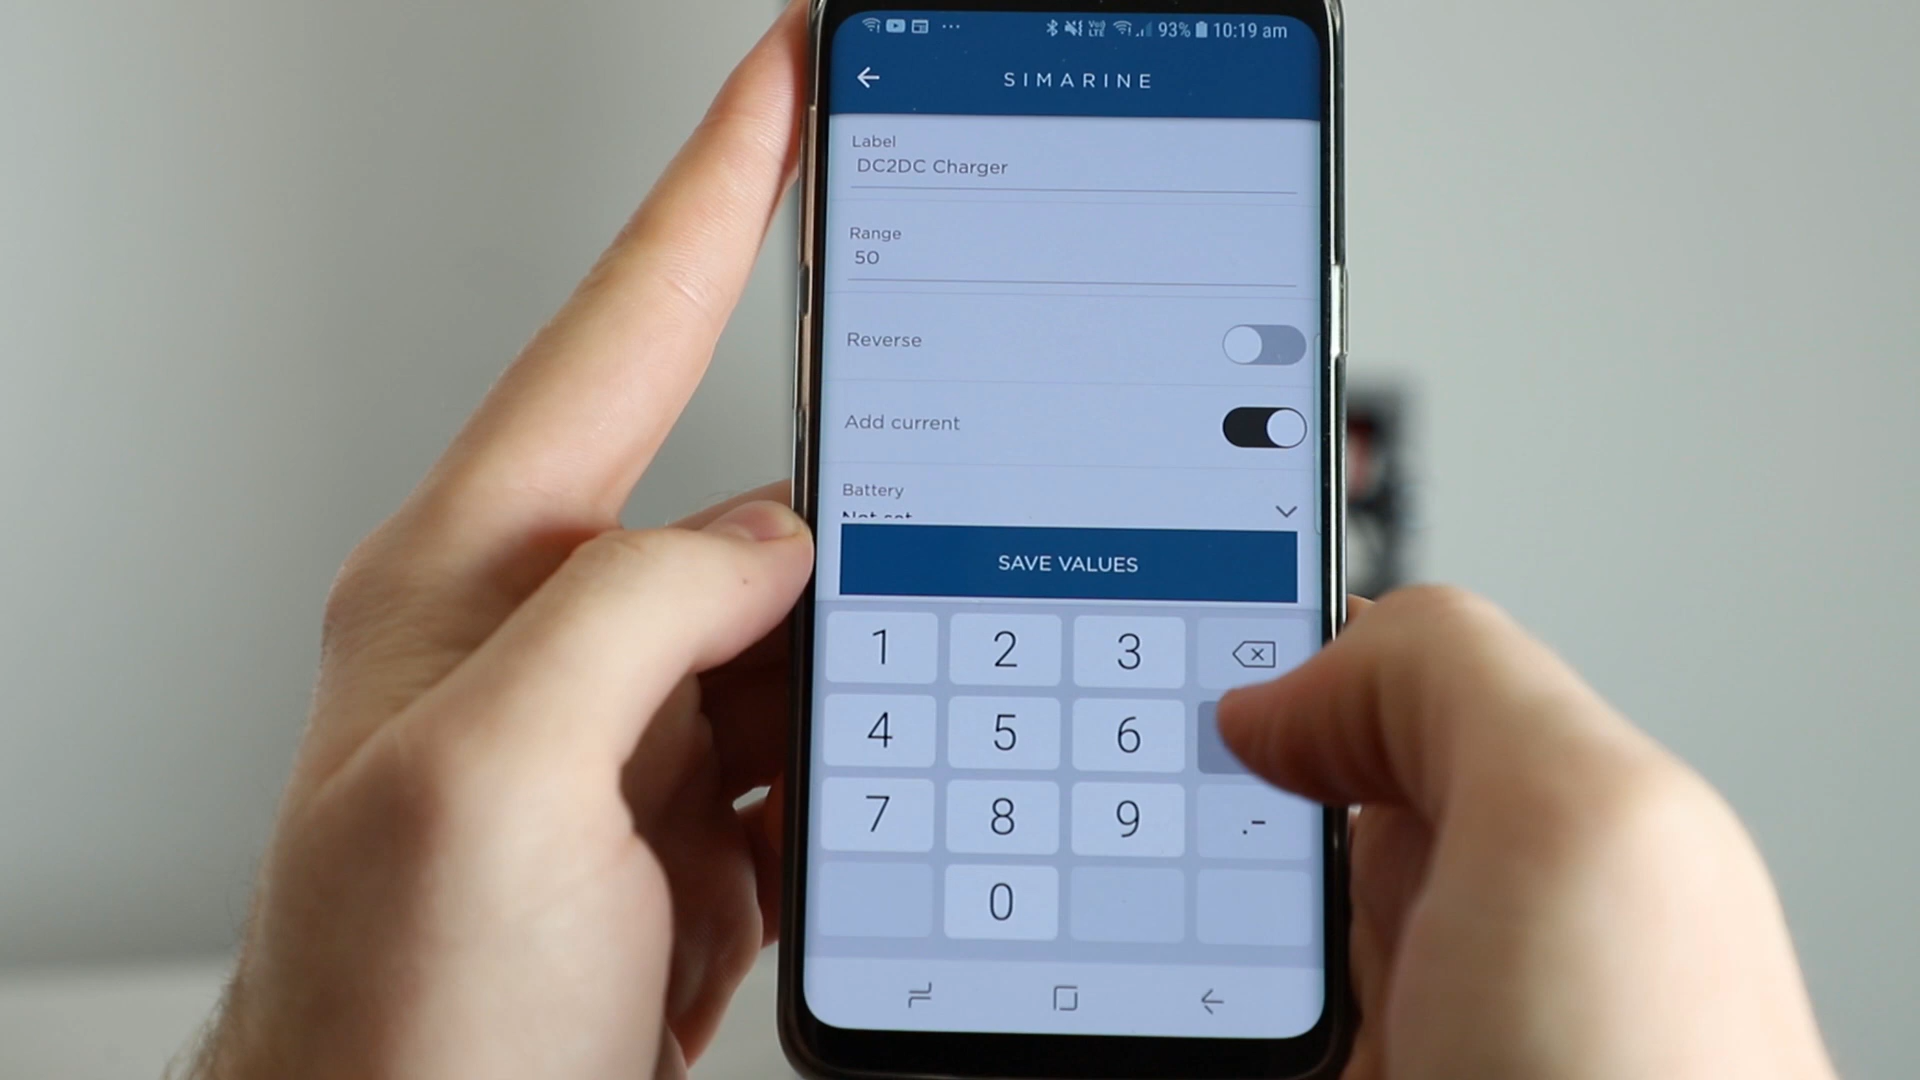 93% 10:19 am
SIMARINE
Label
DC2DC Charger
Range
50
Reverse
Add current
Battery
Not set
SAVE VALUES
1 2 3
4 5 6
7 8 9 .-
0